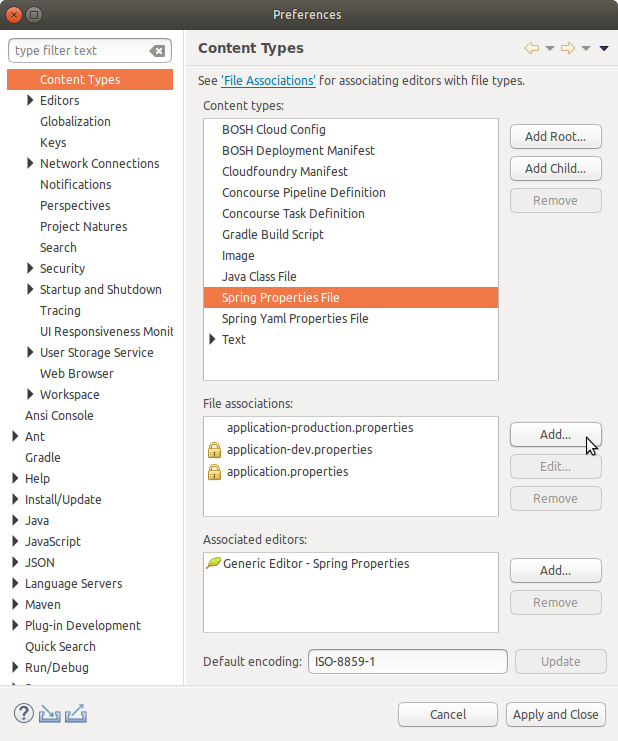 Preferences
type filter text
Content Types
Editors
Globalization
Keys
Network Connections
Notifications
Perspectives
Project Natures
Search
Security
Startup and Shutdown
Tracing
UI Responsiveness Monit
User Storage Service
Web Browser
Workspace
Ansi Console
Ant
Gradle
Help
Install/Update
Java
JavaScript
JSON
Language Servers
Maven
Plug-in Development
Quick Search
Run/Debug
Content Types
See 'File Associations' for associating editors with file types.
Content types:
BOSH Cloud Config
BOSH Deployment Manifest
Cloudfoundry Manifest
Concourse Pipeline Definition
Concourse Task Definition
Gradle Build Script
Image
Java Class File
Spring Properties File
Spring Yaml Properties File
Text
Add Root...
Add Child...
Remove
File associations:
application-production.properties
application-dev.properties
application.properties
Add...
Edit...
Remove
Associated editors:
Generic Editor - Spring Properties
Add...
Remove
Default encoding: ISO-8859-1 Update
Cancel Apply and Close